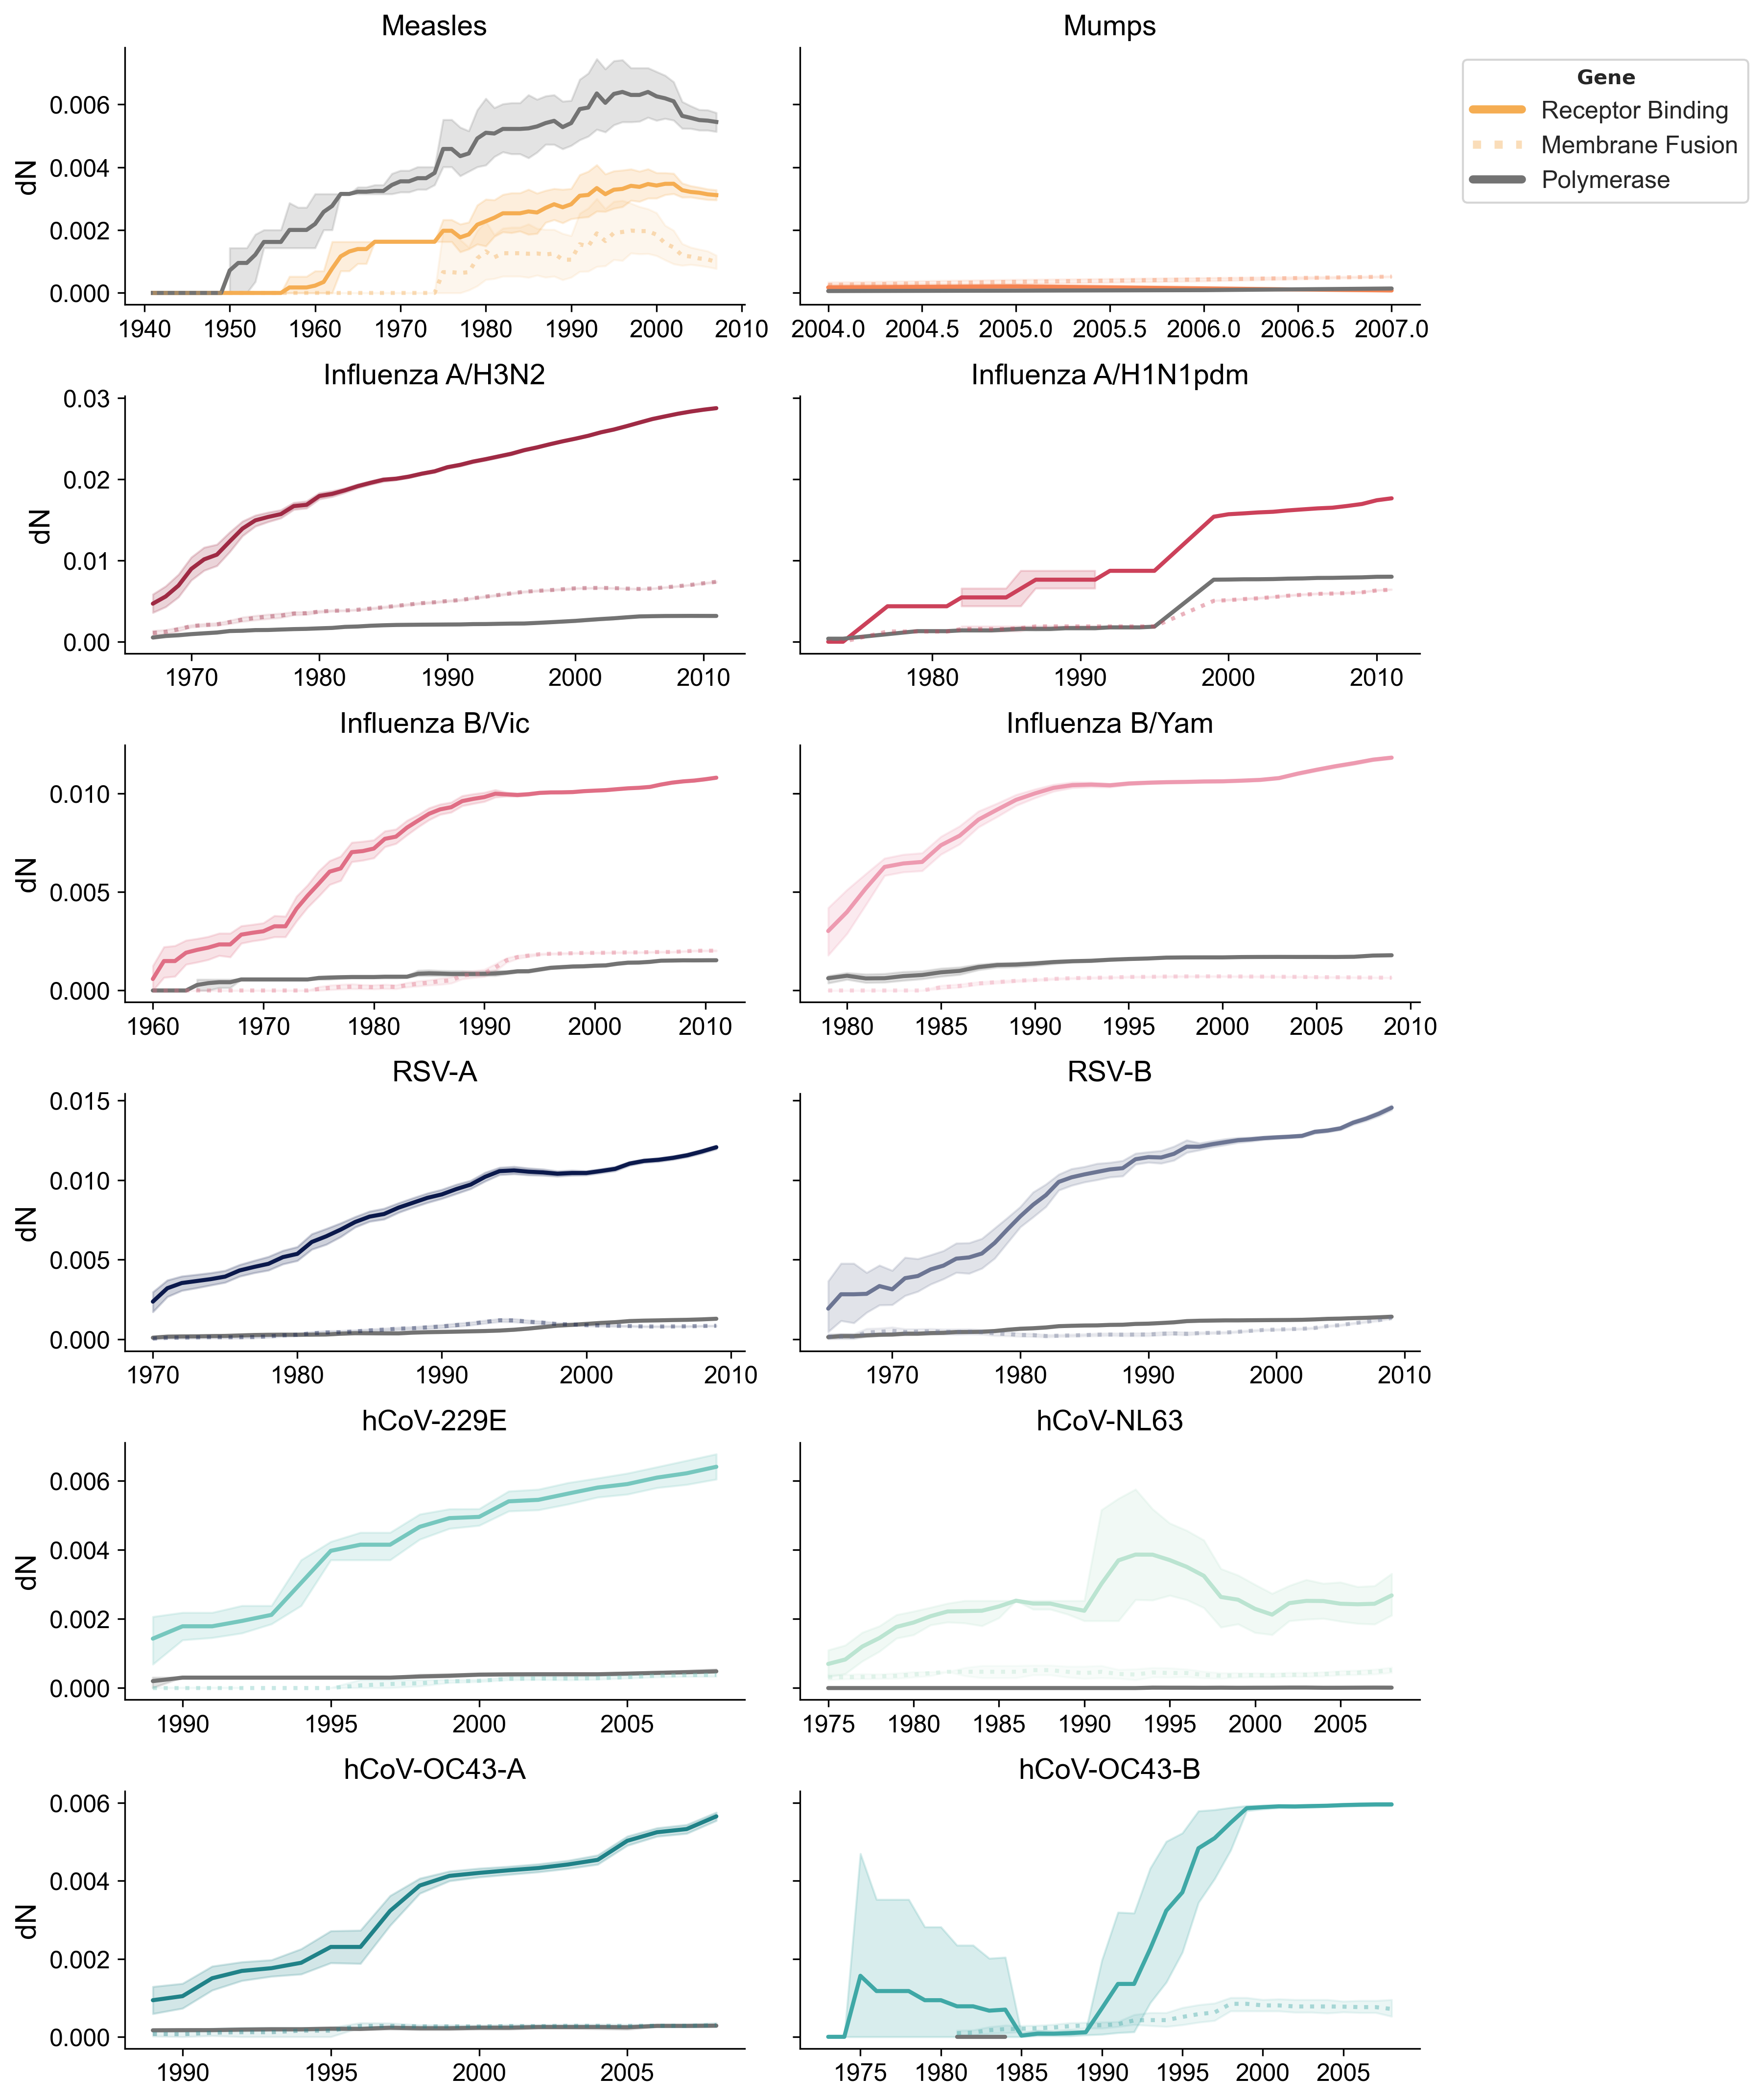 Measles
Mumps
Gene
Receptor Binding
Membrane Fusion
Polymerase
dN
0.006
0.004
0.002
0.000
1940 1950 1960 1970 1980 1990 2000 2010
2004.0 2004.5 2005.0 2005.5 2006.0 2006.5 2007.0
Influenza A/H3N2
Influenza A/H1N1pdm
dN
0.03
0.02
0.01
0.00
1970 1980 1990 2000 2010
1980 1990 2000 2010
Influenza B/Vic
Influenza B/Yam
dN
0.010
0.005
0.000
1960 1970 1980 1990 2000 2010
1980 1985 1990 1995 2000 2005 2010
RSV-A
RSV-B
dN
0.015
0.010
0.005
0.000
1970 1980 1990 2000 2010
1970 1980 1990 2000 2010
hCoV-229E
hCoV-NL63
dN
0.006
0.004
0.002
0.000
1990 1995 2000 2005
1975 1980 1985 1990 1995 2000 2005
hCoV-OC43-A
hCoV-OC43-B
dN
0.006
0.004
0.002
0.000
1990 1995 2000 2005
1975 1980 1985 1990 1995 2000 2005